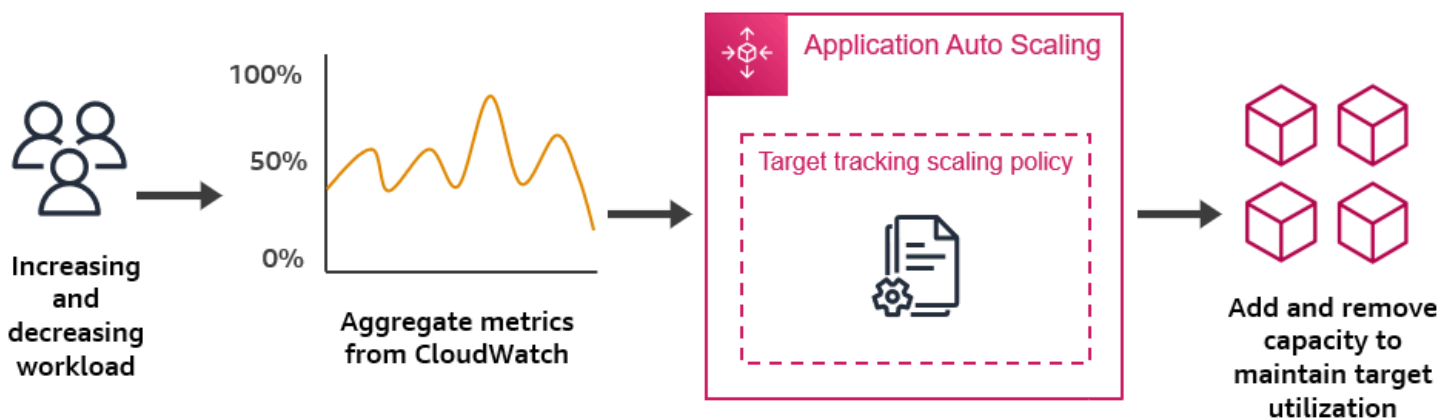 Increasing
and
decreasing
workload
100%
50%
0%
Aggregate metrics
from CloudWatch
Application Auto Scaling
Target tracking scaling policy
Add and remove
capacity to
maintain target
utilization